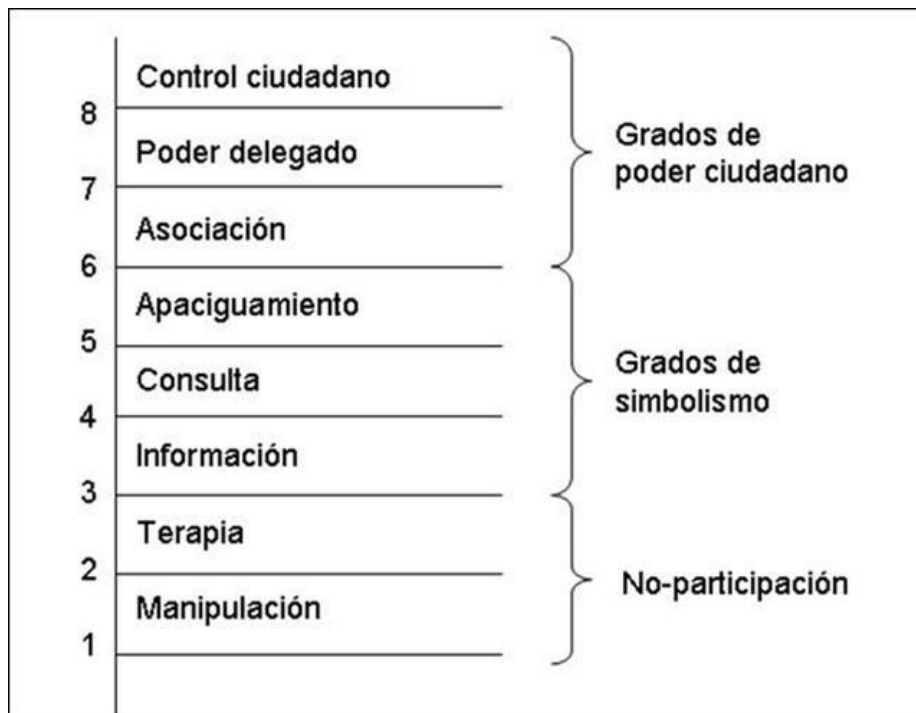 Control ciudadano
8
Poder delegado
7
Asociación
6
Apaciguamiento
5
Consulta
4
Información
3
Terapia
2
Manipulación
1
Grados de
poder ciudadano
Grados de
simbolismo
No-participación